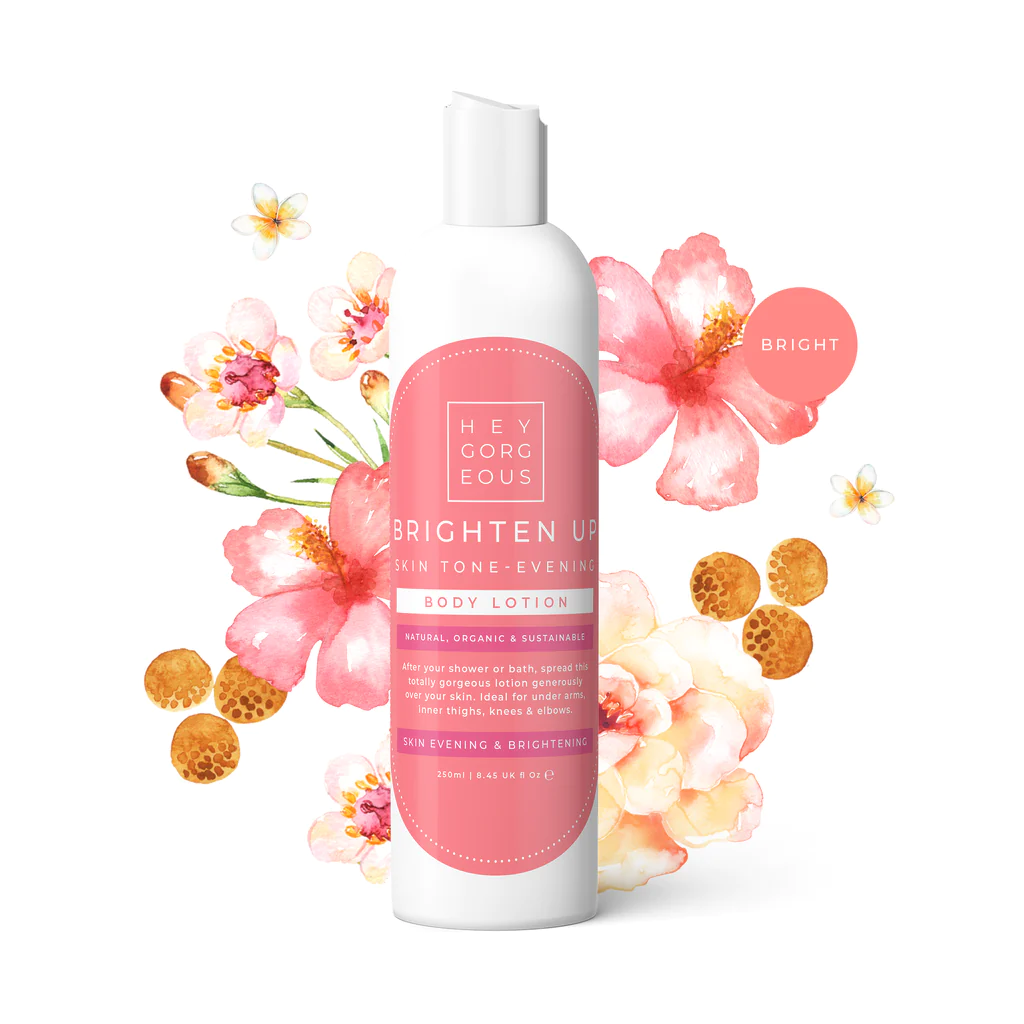 HEY
GORG
EOUS
BRIGHTEN UP
SKIN TONE-EVENING
BODY LOTION
NATURAL, ORGANIC & SUSTAINABLE
After your shower or bath, spread this
totally gorgeous lotion generously
over your skin. Ideal for under arms,
inner thighs, knees & elbows.
SKIN EVENING & BRIGHTENING
250ml | 8.45 UK fl Oz ℮
BRIGHT